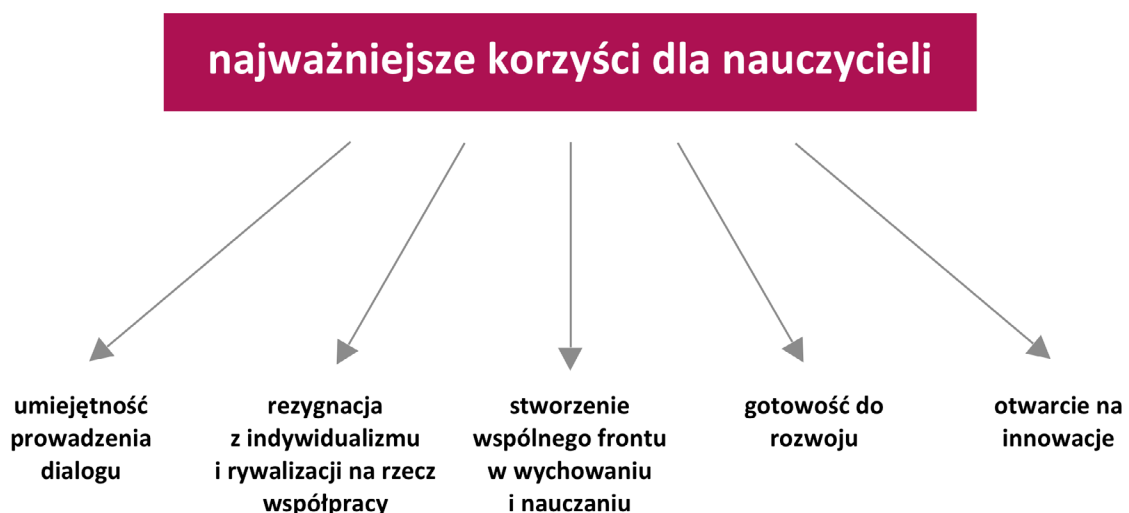 najważniejsze korzyści dla nauczycieli
umiejętność
prowadzenia
dialogu
rezygnacja
z indywidualizmu
i rywalizacji na rzecz
współpracy
stworzenie
wspólnego frontu
w wychowaniu
i nauczaniu
gotowość do
rozwoju
otwarcie na
innowacje